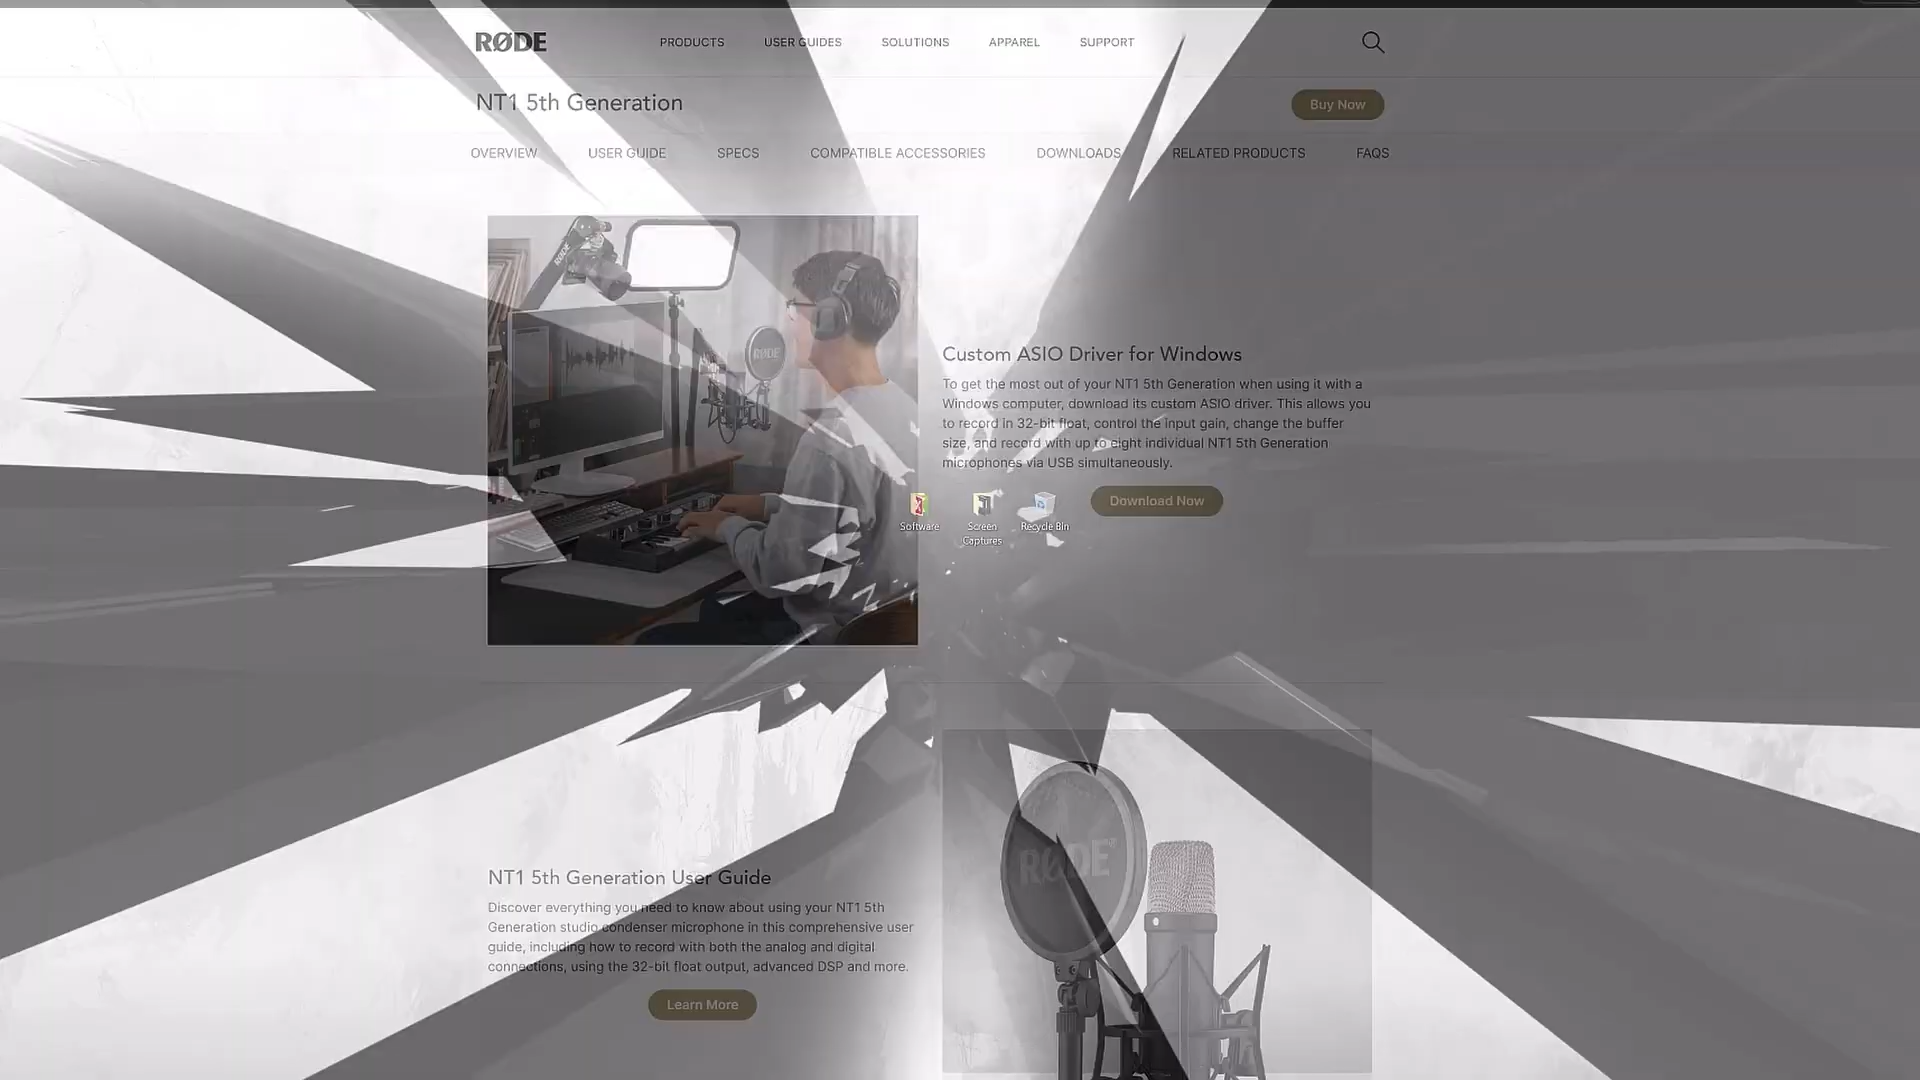 RØDE
PRODUCTS
USER GUIDES
SOLUTIONS
APPAREL
SUPPORT
NT1 5th Generation
Buy Now
OVERVIEW
USER GUIDE
SPECS
COMPATIBLE ACCESSORIES
DOWNLOADS
RELATED PRODUCTS
FAQS
RØDE
RØDE
Custom ASIO Driver for Windows
To get the most out of your NT1 5th Generation when using it with a
Windows computer, download its custom ASIO driver. This allows you
to record in 32-bit float, control the input gain, change the buffer
size, and record with up to eight individual NT1 5th Generation
microphones via USB simultaneously.
Download Now
Software
Screen
Captures
Recycle Bin
NT1 5th Generation User Guide
Discover everything you need to know about using your NT1 5th
Generation studio condenser microphone in this comprehensive user
guide, including how to record with both the analog and digital
connections, using the 32-bit float output, advanced DSP and more.
Learn More
RØDE